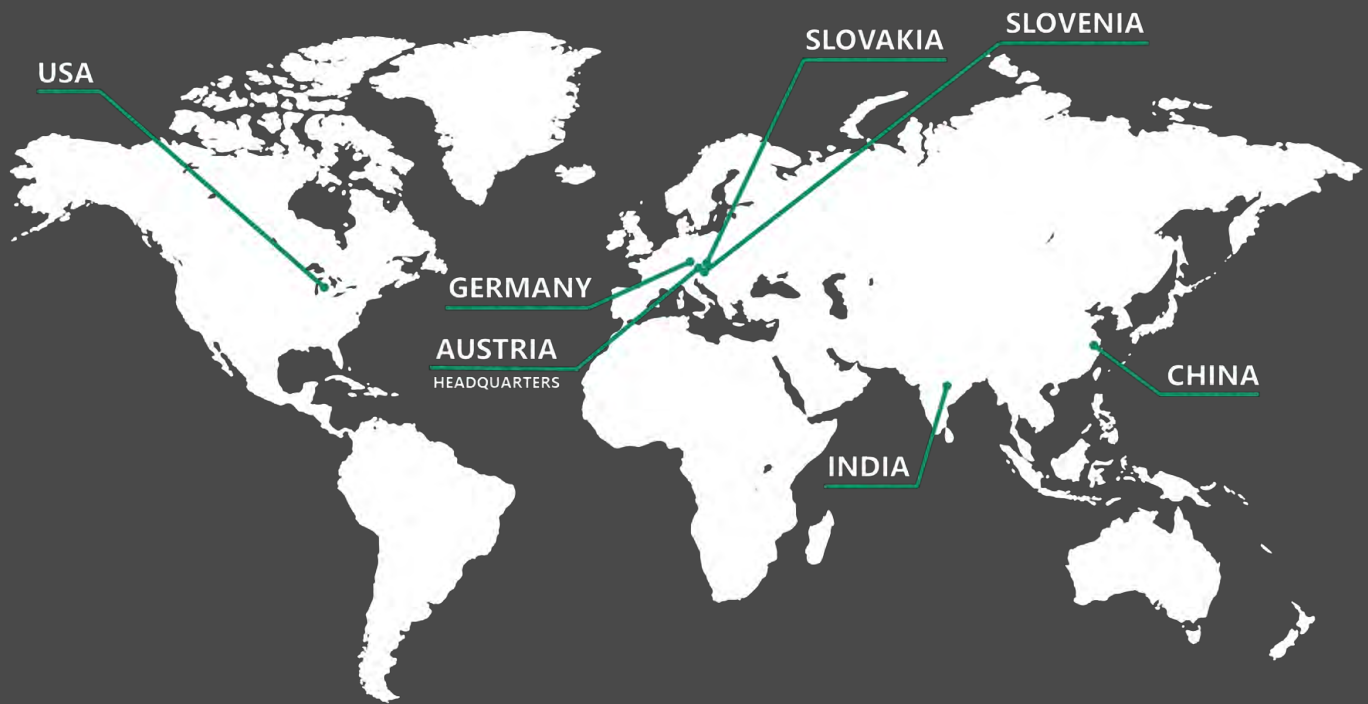 SLOVENIA
SLOVAKIA
USA
GERMANY
AUSTRIA
HEADQUARTERS
CHINA
INDIA